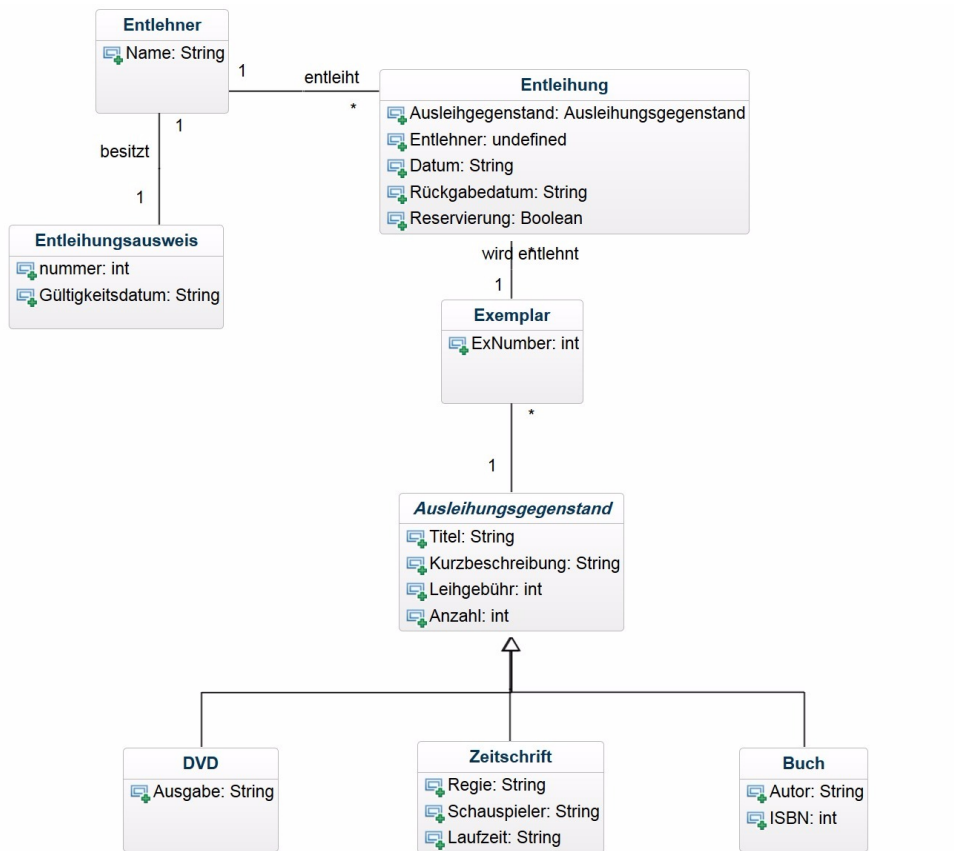 Entlehner
Name: String
1
entleiht
*
Entleihung
Ausleihgegenstand: Ausleihungsgegenstand
Entlehner: undefined
Datum: String
Rückgabedatum: String
Reservierung: Boolean
1
besitzt
1
Entleihungsausweis
nummer: int
Gültigkeitsdatum: String
*
wird entlehnt
1
Exemplar
ExNumber: int
*
1
Ausleihungsgegenstand
Titel: String
Kurzbeschreibung: String
Leihgebühr: int
Anzahl: int
DVD
Ausgabe: String
Zeitschrift
Regie: String
Schauspieler: String
Laufzeit: String
Buch
Autor: String
ISBN: int